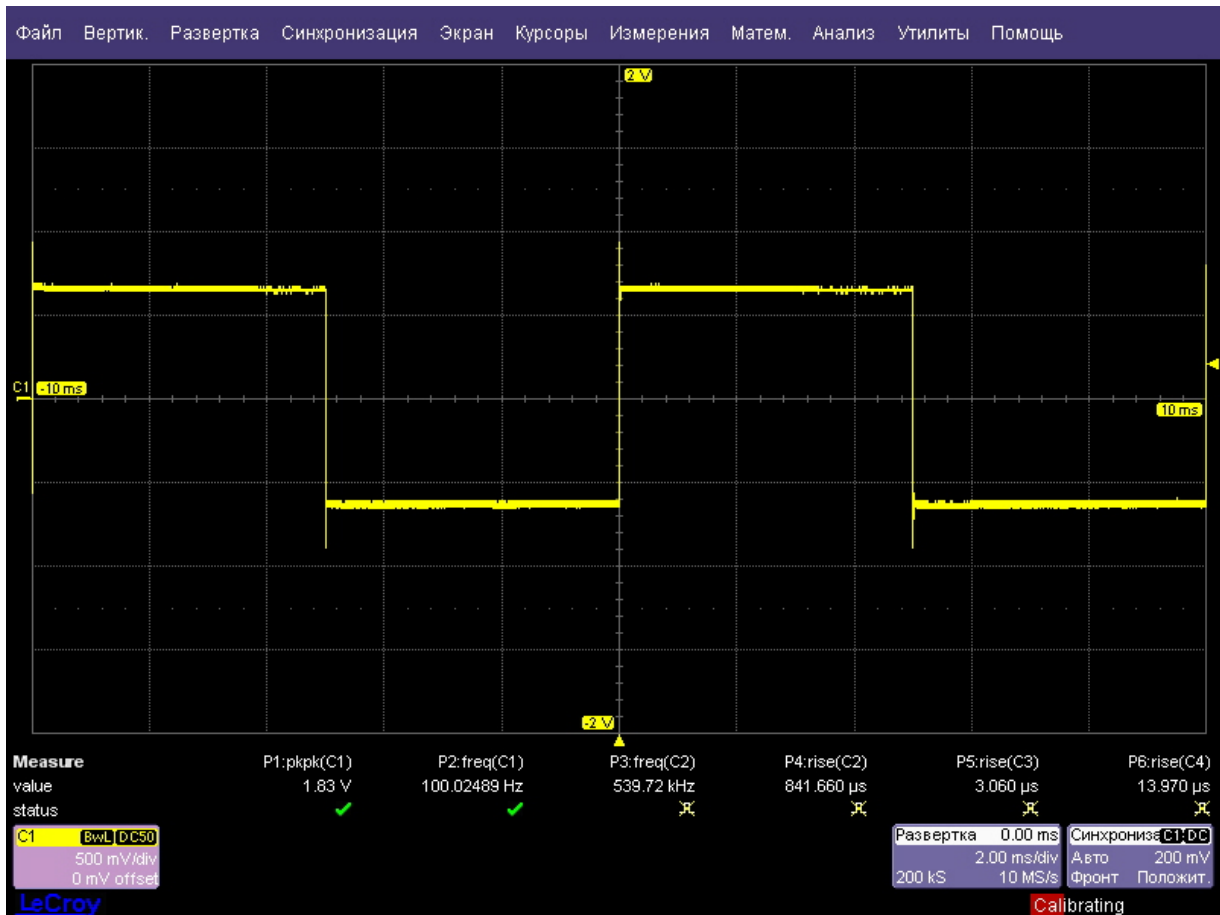 Файл Вертик. Развертка Синхронизация Экран Курсоры Измерения Матем. Анализ Утилиты Помощь
2 V
C1 -10 ms
10 ms
-2 V
Measure P1:pkpk(C1) P2:freq(C1) P3:freq(C2) P4:rise(C2) P5:rise(C3) P6:rise(C4)
value 1.83 V 100.02489 Hz 539.72 kHz 841.660 µs 3.060 µs 13.970 µs
status
C1 BwL DC50
500 mV/div
0 mV offset
Развертка 0.00 ms
2.00 ms/div
200 kS 10 MS/s
Синхрониза C1 DC
Авто 200 mV
Фронт Положит.
LeCroy
Calibrating